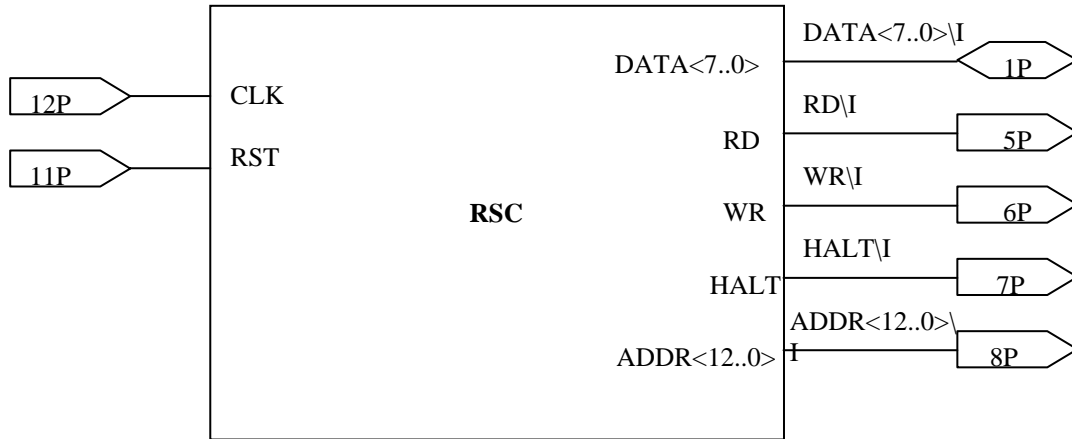 DATA<7..0>\I
DATA<7..0>
1P
12P
CLK
RD\I
RD
5P
11P
RST
WR\I
RSC
WR
6P
HALT\I
HALT
7P
ADDR<12..0>\
I
ADDR<12..0>
8P